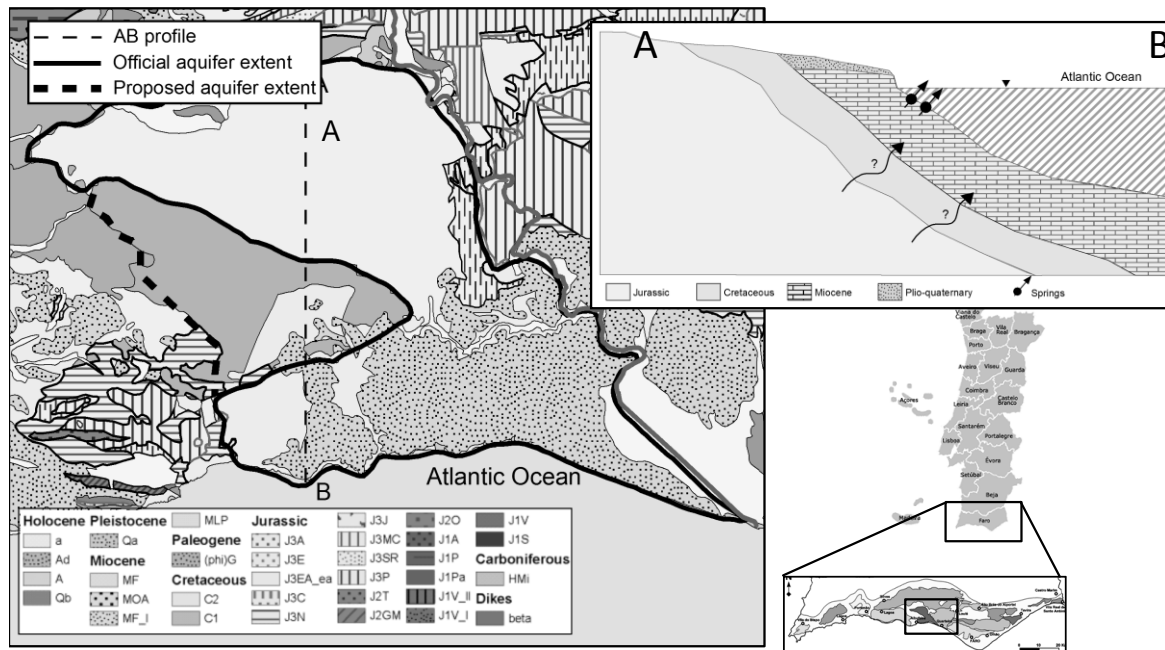 AB profile
Official aquifer extent
Proposed aquifer extent
A
B
Atlantic Ocean
A
B
Atlantic Ocean
?
?
Jurassic
Cretaceous
Miocene
Plio-quaternary
Springs
Holocene
a
Ad
A
Qb
Pleistocene
Qa
Miocene
MF
MOA
MF_I
MLP
Paleogene
(phi)G
Cretaceous
C2
C1
Jurassic
J3A
J3E
J3EA_ea
J3C
J3N
J3J
J3MC
J3SR
J3P
J2T
J2GM
J2O
J1A
J1P
J1Pa
J1V_II
J1V_I
J1V
J1S
Carboniferous
HMi
Dikes
beta
Viana do
Castelo
Braga
Vila
Real
Bragança
Porto
Aveiro
Viseu
Guarda
Coimbra
Castelo
Branco
Leiria
Santarém
Portalegre
Lisboa
Évora
Setúbal
Beja
Faro
Açores
Madeira